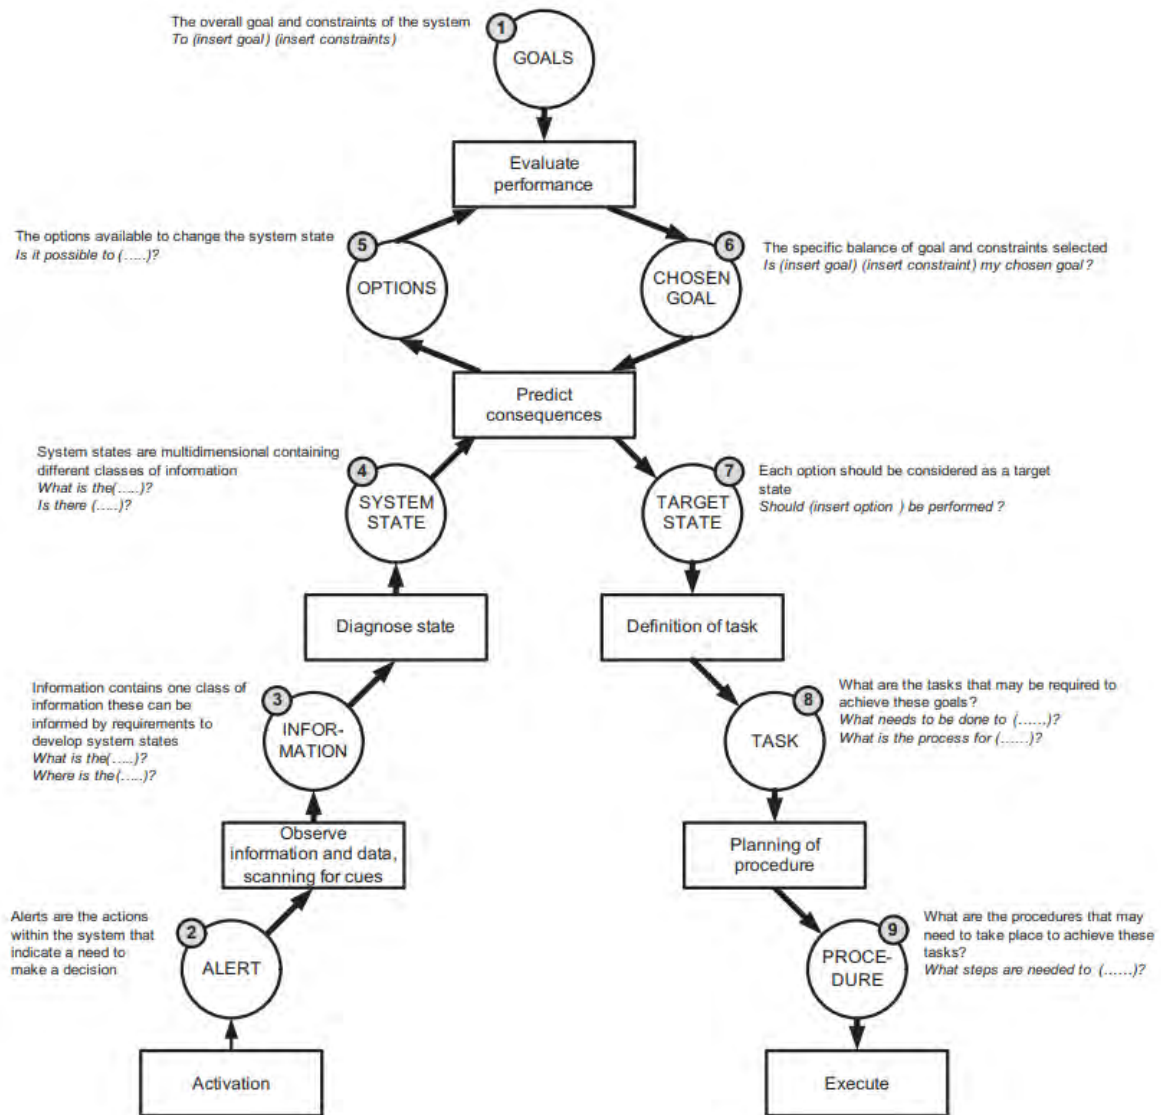 The overall goal and constraints of the system
To (insert goal) (insert constraints)
1
GOALS
Evaluate
performance
The options available to change the system state
Is it possible to (.....)?
5
OPTIONS
6
CHOSEN
GOAL
The specific balance of goal and constraints selected
Is (insert goal) (insert constraint) my chosen goal?
Predict
consequences
System states are multidimensional containing
different classes of information
What is the(.....)?
Is there (.....)?
4
SYSTEM
STATE
7
TARGET
STATE
Each option should be considered as a target
state
Should (insert option ) be performed ?
Diagnose state
Definition of task
Information contains one class of
information these can be
informed by requirements to
develop system states
What is the(.....)?
Where is the(.....)?
3
INFOR-
MATION
8
TASK
What are the tasks that may be required to
achieve these goals?
What needs to be done to (......)?
What is the process for (......)?
Observe
information and data,
scanning for cues
Planning of
procedure
Alerts are the actions
within the system that
indicate a need to
make a decision
2
ALERT
9
PROCE-
DURE
What are the procedures that may
need to take place to achieve these
tasks?
What steps are needed to (......)?
Activation
Execute